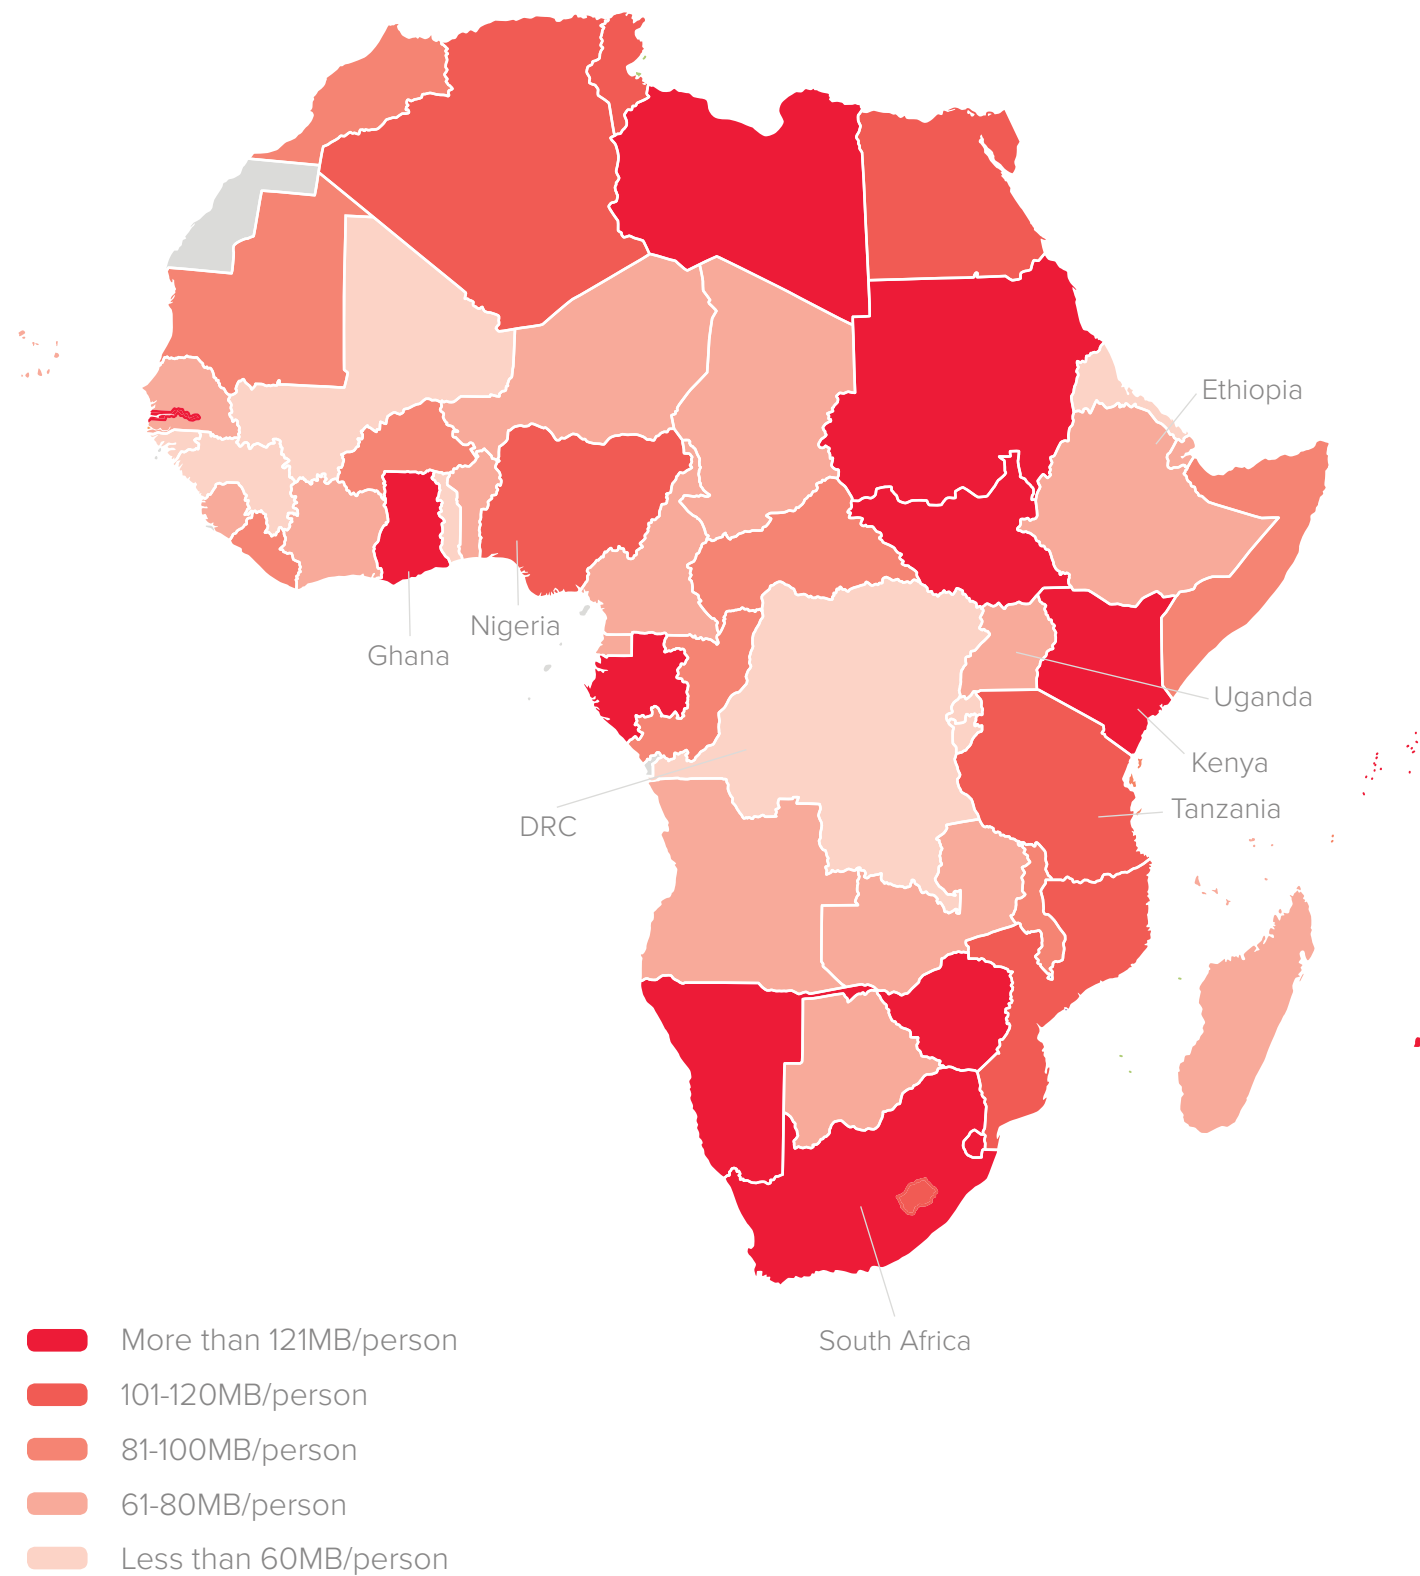 Ethiopia
Nigeria
Ghana
Uganda
Kenya
Tanzania
DRC
South Africa
More than 121MB/person
101-120MB/person
81-100MB/person
61-80MB/person
Less than 60MB/person